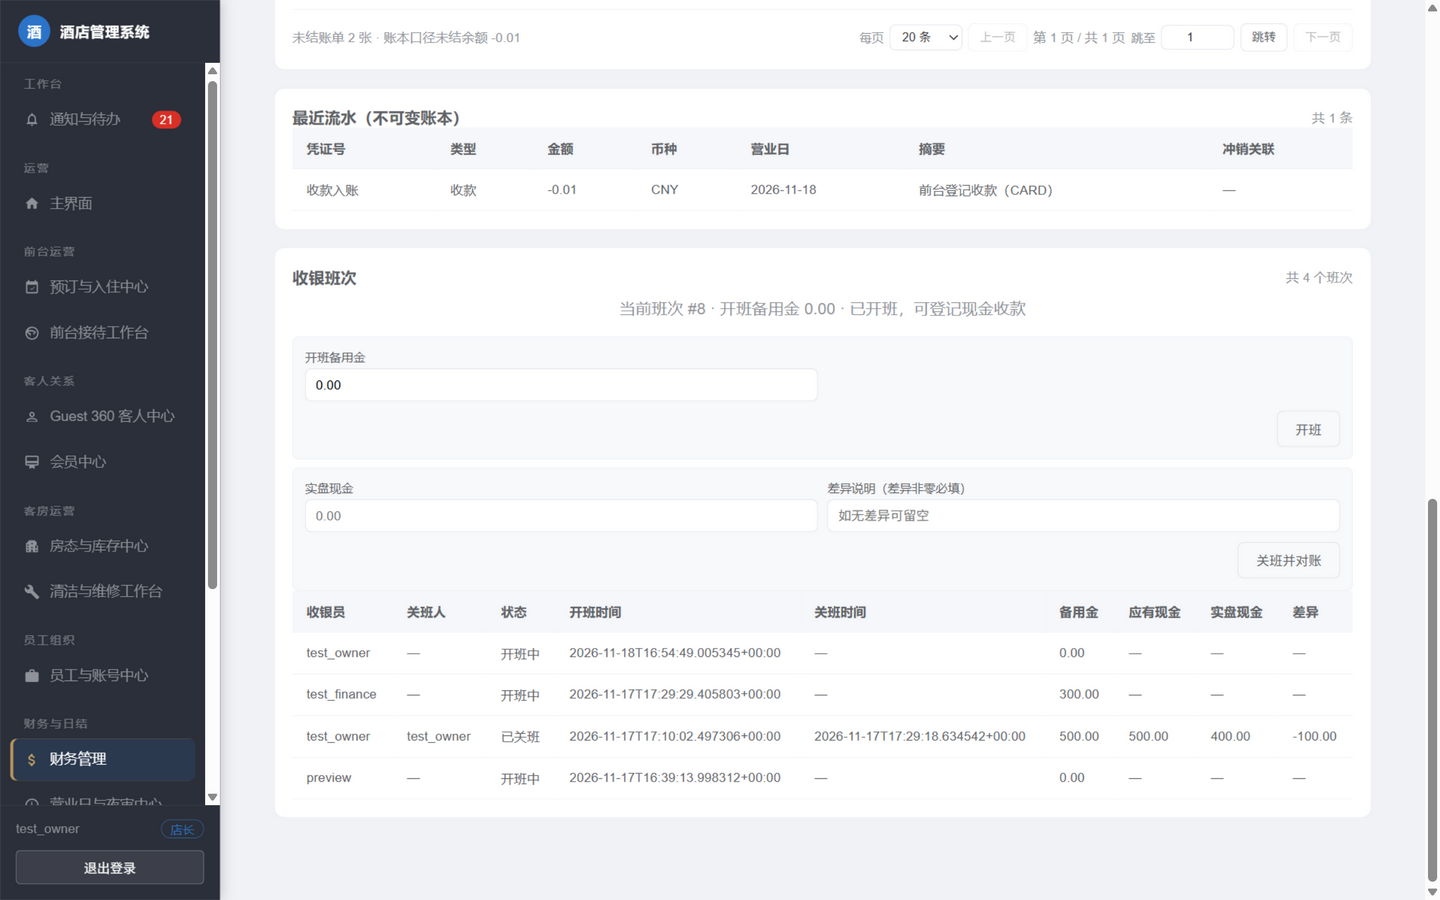 酒 酒店管理系统
工作台
通知与待办 21
运营
主界面
前台运营
预订与入住中心
前台接待工作台
客人关系
Guest 360 客人中心
会员中心
客房运营
房态与库存中心
清洁与维修工作台
员工组织
员工与账号中心
财务与日结
$ 财务管理
营业日与夜审中心
test_owner 店长
退出登录
未结账单 2 张 · 账本口径未结余额 -0.01
每页 20 条 上一页 第 1 页 / 共 1 页 跳至 1 跳转 下一页
最近流水（不可变账本） 共 1 条
凭证号 类型 金额 币种 营业日 摘要 冲销关联
收款入账 收款 -0.01 CNY 2026-11-18 前台登记收款（CARD） —
收银班次 共 4 个班次
当前班次 #8 · 开班备用金 0.00 · 已开班，可登记现金收款
开班备用金
0.00
开班
实盘现金 差异说明（差异非零必填）
0.00 如无差异可留空
关班并对账
收银员 关班人 状态 开班时间 关班时间 备用金 应有现金 实盘现金 差异
test_owner — 开班中 2026-11-18T16:54:49.005345+00:00 — 0.00 — — —
test_finance — 开班中 2026-11-17T17:29:29.405803+00:00 — 300.00 — — —
test_owner test_owner 已关班 2026-11-17T17:10:02.497306+00:00 2026-11-17T17:29:18.634542+00:00 500.00 500.00 400.00 -100.00
preview — 开班中 2026-11-17T16:39:13.998312+00:00 — 0.00 — — —